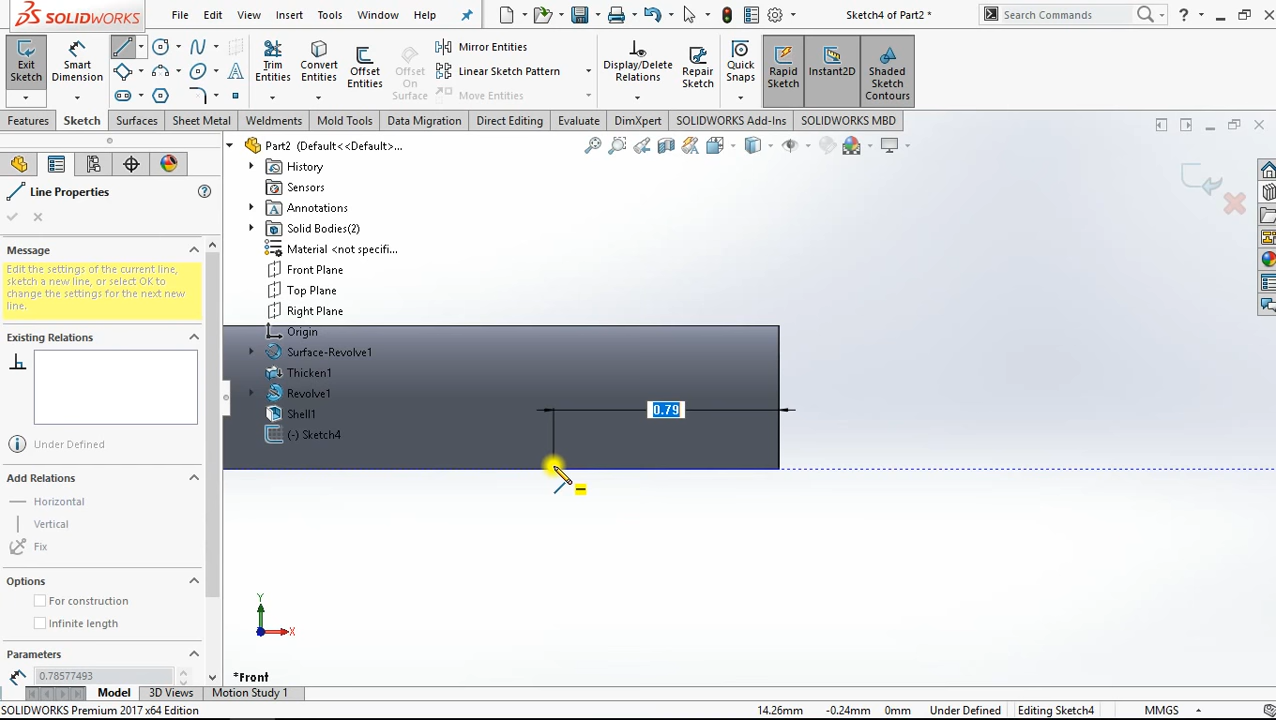 SOLIDWORKS
File Edit View Insert Tools Window Help
Sketch4 of Part2 *
Search Commands
Exit Sketch
Smart Dimension
Trim Entities
Convert Entities
Offset Entities
Offset On Surface
Mirror Entities
Linear Sketch Pattern
Move Entities
Display/Delete Relations
Repair Sketch
Quick Snaps
Rapid Sketch
Instant2D
Shaded Sketch Contours
Features Sketch Surfaces Sheet Metal Weldments Mold Tools Data Migration Direct Editing Evaluate DimXpert SOLIDWORKS Add-Ins SOLIDWORKS MBD
Part2 (Default<<Default>...
History
Sensors
Annotations
Solid Bodies(2)
Material <not specifi...
Front Plane
Top Plane
Right Plane
Origin
Surface-Revolve1
Thicken1
Revolve1
Shell1
(-) Sketch4
Line Properties
Message
Edit the settings of the current line,
sketch a new line, or select OK to
change the settings for the next new
line.
Existing Relations
Under Defined
Add Relations
Horizontal
Vertical
Fix
Options
For construction
Infinite length
Parameters
0.78577493
0.79
Y
X
*Front
Model 3D Views Motion Study 1
SOLIDWORKS Premium 2017 x64 Edition
14.26mm -0.24mm 0mm Under Defined Editing Sketch4 MMGS